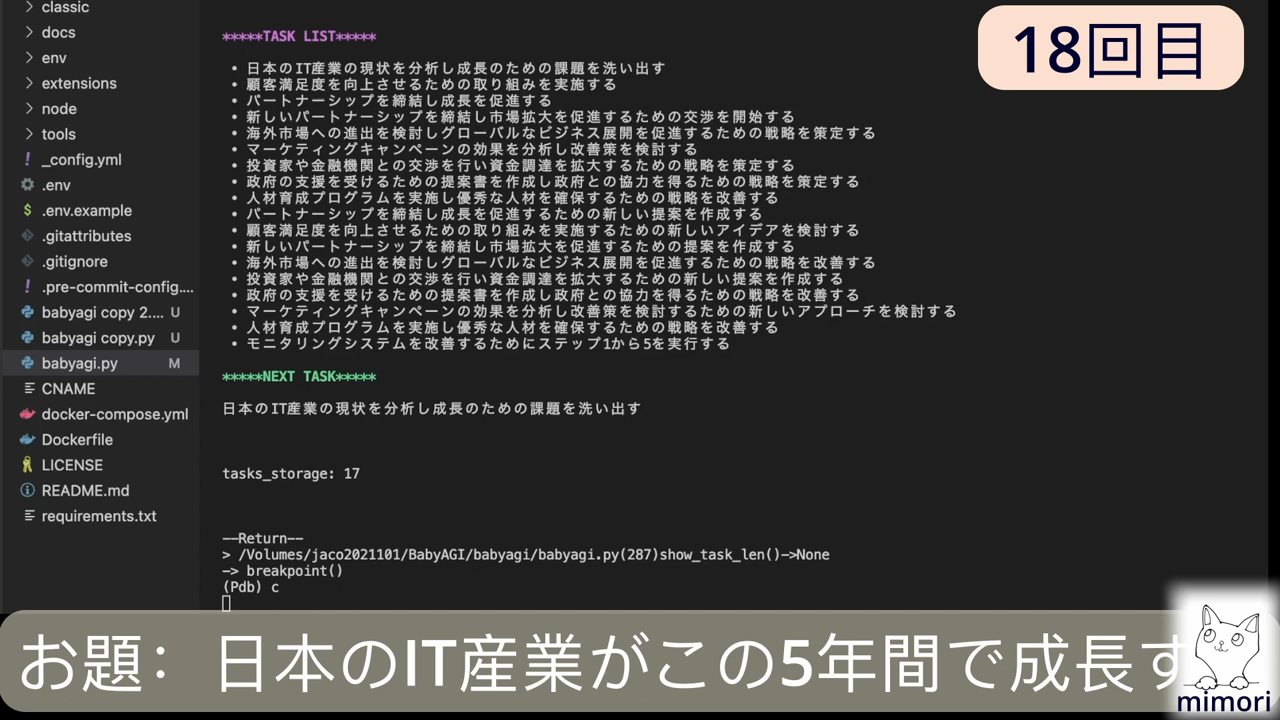 classic
docs
env
extensions
node
tools
_config.yml
.env
.env.example
.gitattributes
.gitignore
.pre-commit-config....
babyagi copy 2.... U
babyagi copy.py U
babyagi.py M
CNAME
docker-compose.yml
Dockerfile
LICENSE
README.md
requirements.txt
18回目
*****TASK LIST*****
• 日本のIT産業の現状を分析し成長のための課題を洗い出す
• 顧客満足度を向上させるための取り組みを実施する
• パートナーシップを締結し成長を促進する
• 新しいパートナーシップを締結し市場拡大を促進するための交渉を開始する
• 海外市場への進出を検討しグローバルなビジネス展開を促進するための戦略を策定する
• マーケティングキャンペーンの効果を分析し改善策を検討する
• 投資家や金融機関との交渉を行い資金調達を拡大するための戦略を策定する
• 政府の支援を受けるための提案書を作成し政府との協力を得るための戦略を策定する
• 人材育成プログラムを実施し優秀な人材を確保するための戦略を改善する
• パートナーシップを締結し成長を促進するための新しい提案を作成する
• 顧客満足度を向上させるための取り組みを実施するための新しいアイデアを検討する
• 新しいパートナーシップを締結し市場拡大を促進するための提案を作成する
• 海外市場への進出を検討しグローバルなビジネス展開を促進するための戦略を改善する
• 投資家や金融機関との交渉を行い資金調達を拡大するための新しい提案を作成する
• 政府の支援を受けるための提案書を作成し政府との協力を得るための戦略を改善する
• マーケティングキャンペーンの効果を分析し改善策を検討するための新しいアプローチを検討する
• 人材育成プログラムを実施し優秀な人材を確保するための戦略を改善する
• モニタリングシステムを改善するためにステップ1から5を実行する
*****NEXT TASK*****
日本のIT産業の現状を分析し成長のための課題を洗い出す
tasks_storage: 17
--Return--
> /Volumes/jaco2021101/BabyAGI/babyagi/babyagi.py(287)show_task_len()->None
-> breakpoint()
(Pdb) c
お題： 日本のIT産業がこの5年間で成長す
mimori